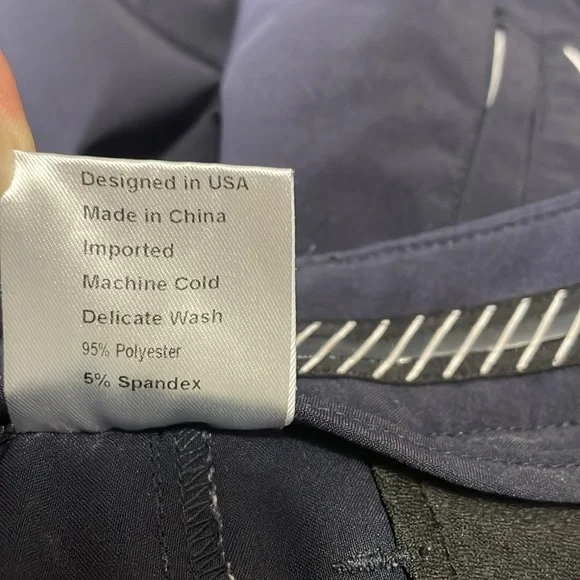 Designed in USA
Made in China
Imported
Machine Cold
Delicate Wash
95% Polyester
5% Spandex